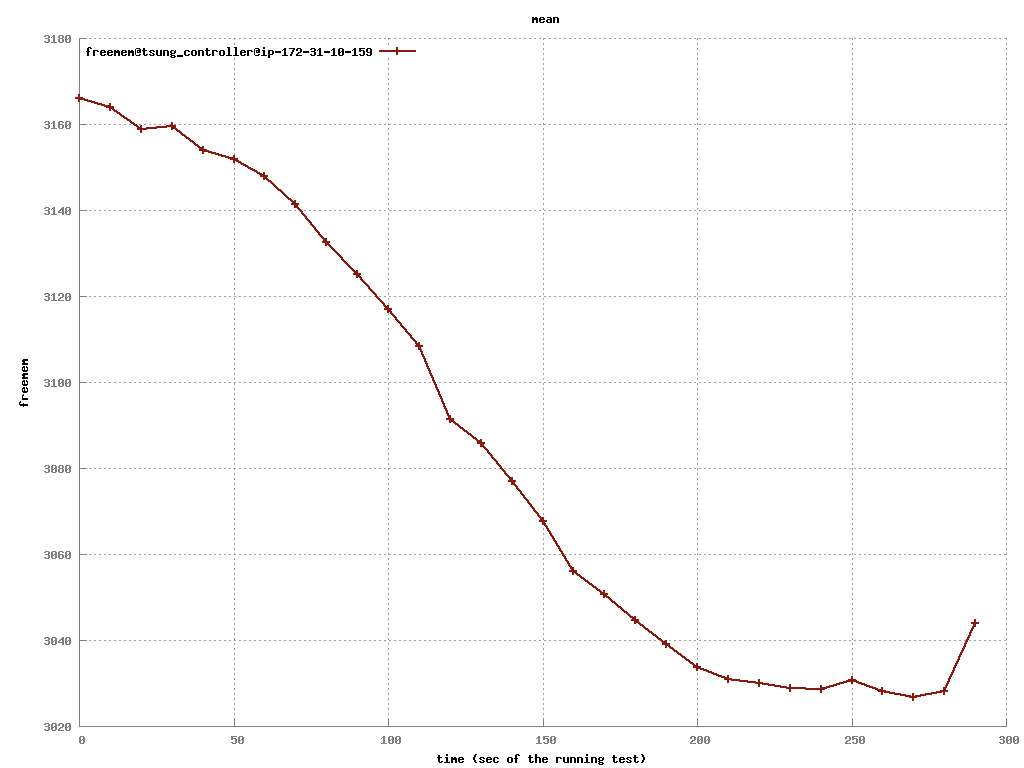 mean
freemem@tsung_controller@ip-172-31-10-159
3180
3160
3140
3120
3100
3080
3060
3040
3020
freemem
0 50 100 150 200 250 300
time (sec of the running test)